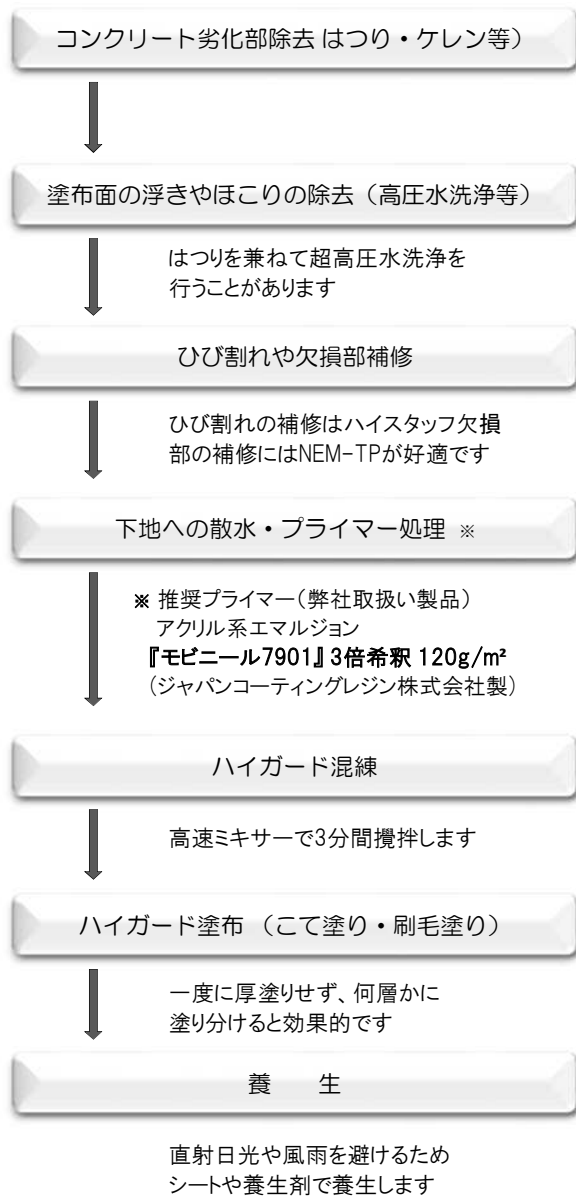 コンクリート劣化部除去 はつり・ケレン等）
塗布面の浮きやほこりの除去（高圧水洗浄等）
はつりを兼ねて超高圧水洗浄を
行うことがあります
ひび割れや欠損部補修
ひび割れの補修はハイスタッフ欠損
部の補修にはNEM-TPが好適です
下地への散水・プライマー処理 ※
※ 推奨プライマー（弊社取扱い製品）
アクリル系エマルジョン
『モビニール7901』 3倍希釈 120g/m²
（ジャパンコーティングレジン株式会社製）
ハイガード混練
高速ミキサーで3分間攪拌します
ハイガード塗布 （こて塗り・刷毛塗り）
一度に厚塗りせず、何層かに
塗り分けると効果的です
養　　生
直射日光や風雨を避けるため
シートや養生剤で養生します